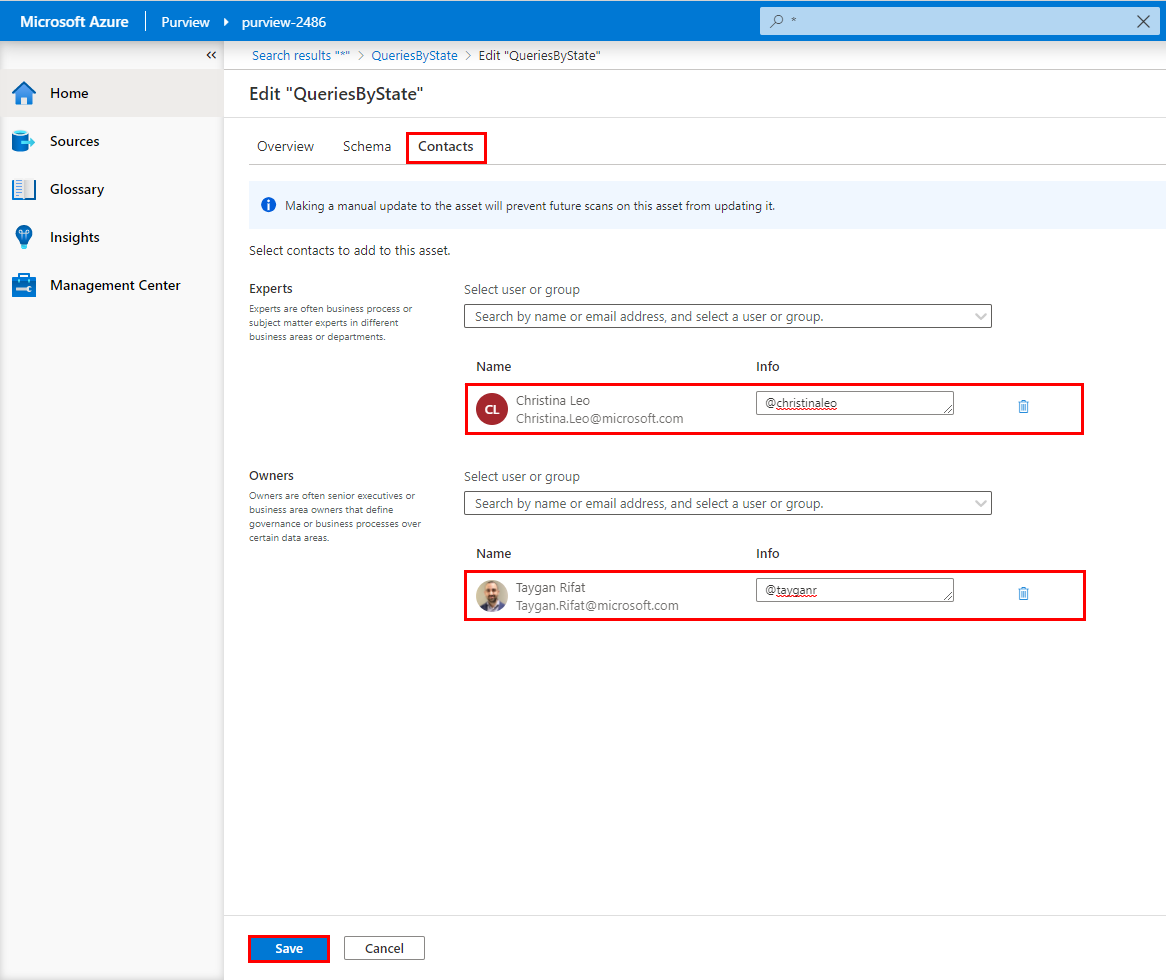 Microsoft Azure Purview purview-2486 *
«
Search results "*" > QueriesByState > Edit "QueriesByState"
Home
Sources
Glossary
Insights
Management Center
Edit "QueriesByState"
Overview Schema Contacts
Making a manual update to the asset will prevent future scans on this asset from updating it.
Select contacts to add to this asset.
Experts
Experts are often business process or
subject matter experts in different
business areas or departments.
Select user or group
Search by name or email address, and select a user or group.
Name Info
CL
Christina Leo
Christina.Leo@microsoft.com
@christinaleo
Owners
Owners are often senior executives or
business area owners that define
governance or business processes over
certain data areas.
Select user or group
Search by name or email address, and select a user or group.
Name Info
Taygan Rifat
Taygan.Rifat@microsoft.com
@tayganr
Save Cancel